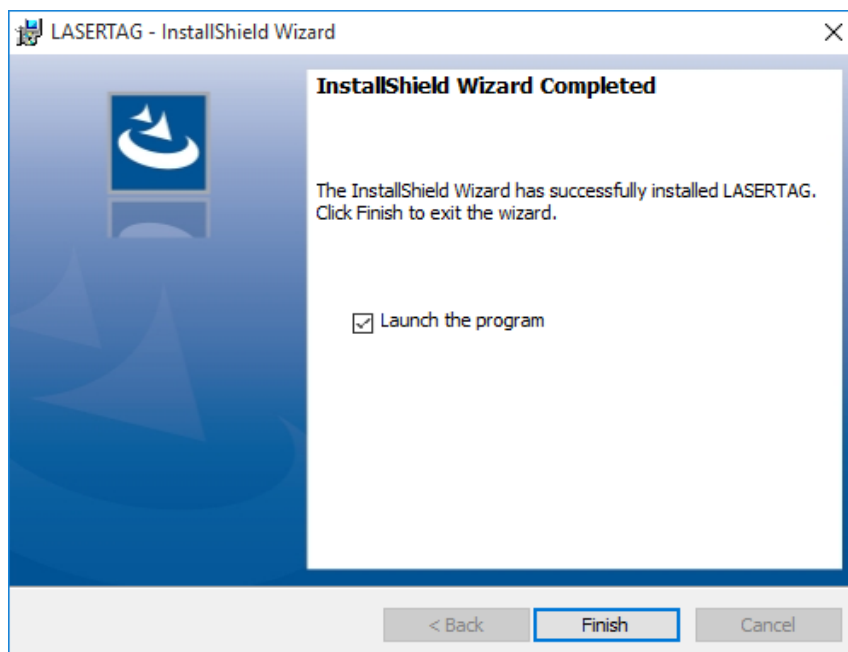 LASERTAG - InstallShield Wizard
InstallShield Wizard Completed
The InstallShield Wizard has successfully installed LASERTAG.
Click Finish to exit the wizard.
Launch the program
< Back
Finish
Cancel